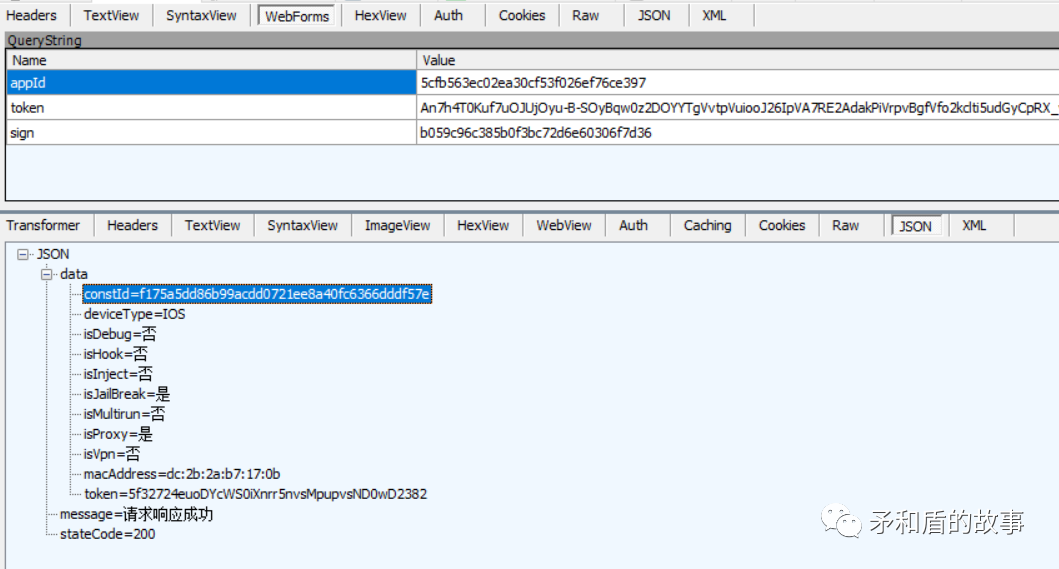 Headers TextView SyntaxView WebForms HexView Auth Cookies Raw JSON XML
QueryString
Name Value
appId 5cfb563ec02ea30cf53f026ef76ce397
token An7h4T0Kuf7uOJUjOyu-B-SOyBqw0z2DOYYTgVvtpVuiooJ26IpVA7RE2AdakPiVrpvBgfVfo2kclti5udGyCpRX_
sign b059c96c385b0f3bc72d6e60306f7d36
Transformer Headers TextView SyntaxView ImageView HexView WebView Auth Caching Cookies Raw JSON XML
JSON
data
constId=f175a5dd86b99acdd0721ee8a40fc6366dddf57e
deviceType=IOS
isDebug=否
isHook=否
isInject=否
isJailBreak=是
isMultirun=否
isProxy=是
isVpn=否
macAddress=dc:2b:2a:b7:17:0b
token=5f32724euoDYcWS0iXnrr5nvsMpupvsND0wD2382
message=请求响应成功
stateCode=200
矛和盾的故事